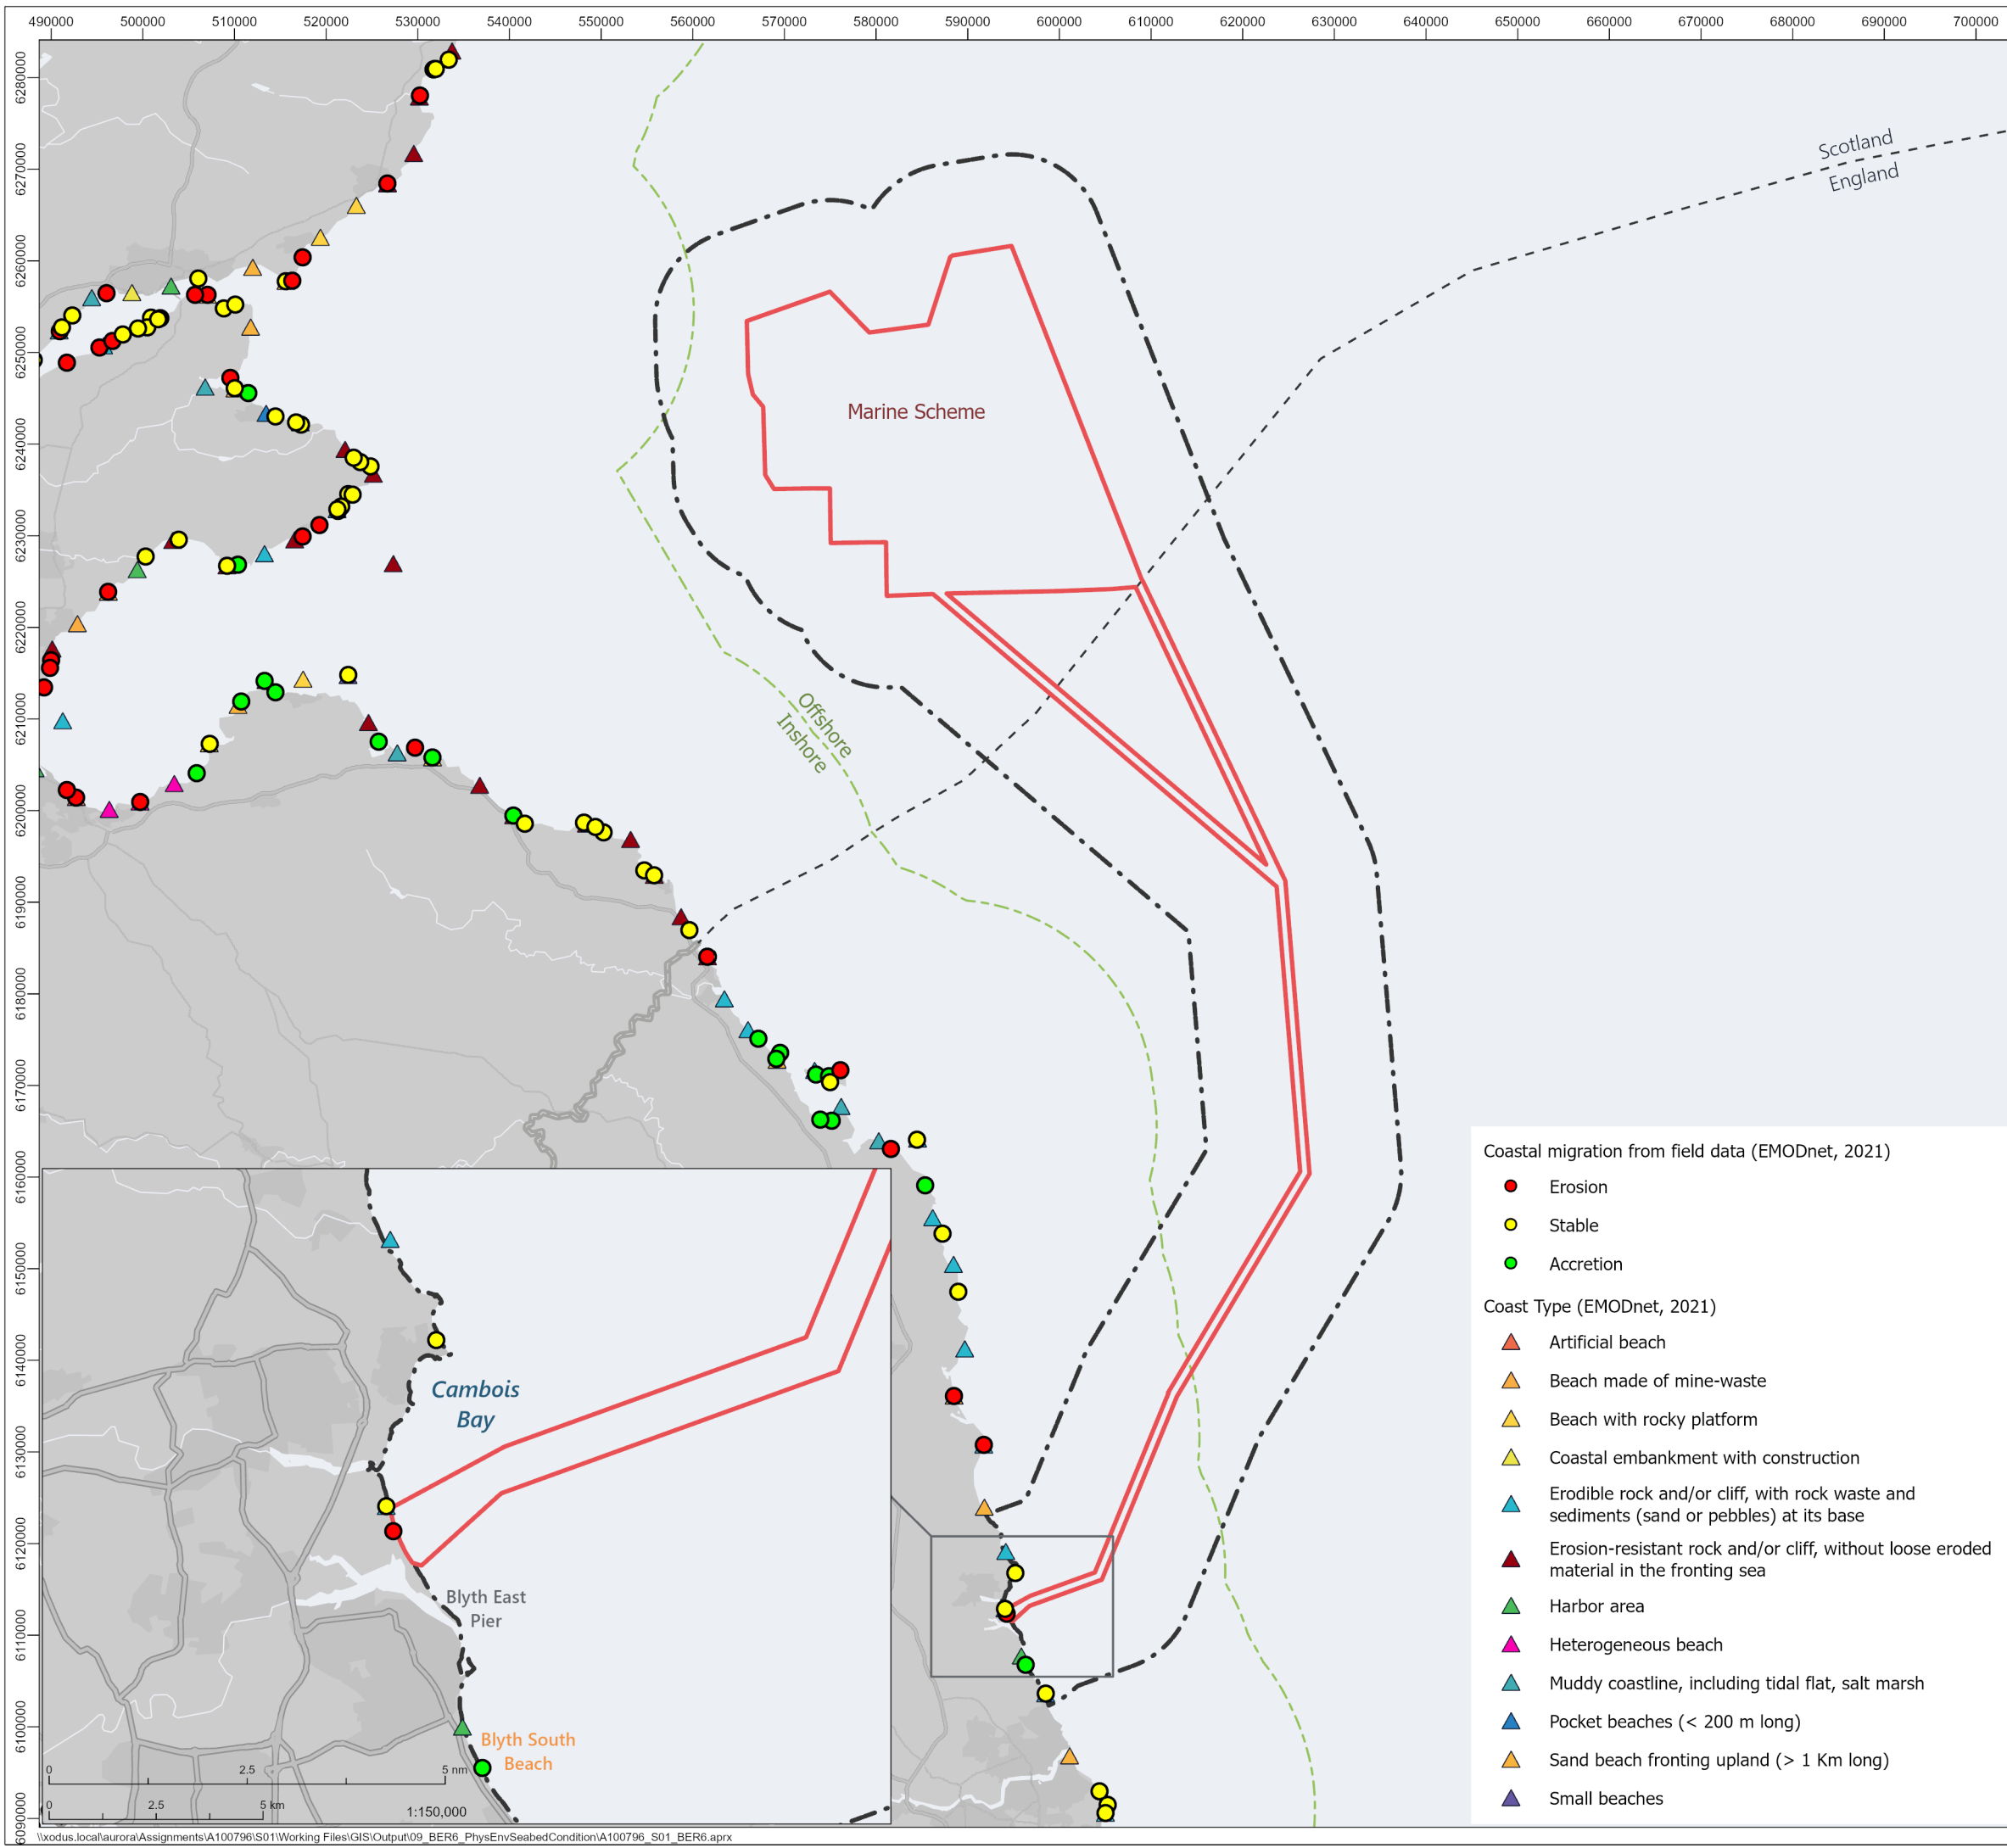 490000 500000 510000 520000 530000 540000 550000 560000 570000 580000 590000 600000 610000 620000 630000 640000 650000 660000 670000 680000 690000 700000
6280000
6270000
6260000
6250000
6240000
6230000
6220000
6210000
6200000
6190000
6180000
6170000
6160000
6150000
6140000
6130000
6120000
6110000
6100000
6090000
Scotland
England
Marine Scheme
Offshore
Inshore
Cambois
Bay
Blyth East
Pier
Blyth South
Beach
0 2.5 5 nm
0 2.5 5 km
1:150,000
Coastal migration from field data (EMODnet, 2021)
Erosion
Stable
Accretion
Coast Type (EMODnet, 2021)
Artificial beach
Beach made of mine-waste
Beach with rocky platform
Coastal embankment with construction
Erodible rock and/or cliff, with rock waste and
sediments (sand or pebbles) at its base
Erosion-resistant rock and/or cliff, without loose eroded
material in the fronting sea
Harbor area
Heterogeneous beach
Muddy coastline, including tidal flat, salt marsh
Pocket beaches (< 200 m long)
Sand beach fronting upland (> 1 Km long)
Small beaches
\\xodus.local\aurora\Assignments\A100796\S01\Working Files\GIS\Output\09_BER6_PhysEnvSeabedCondition\A100796_S01_BER6.aprx